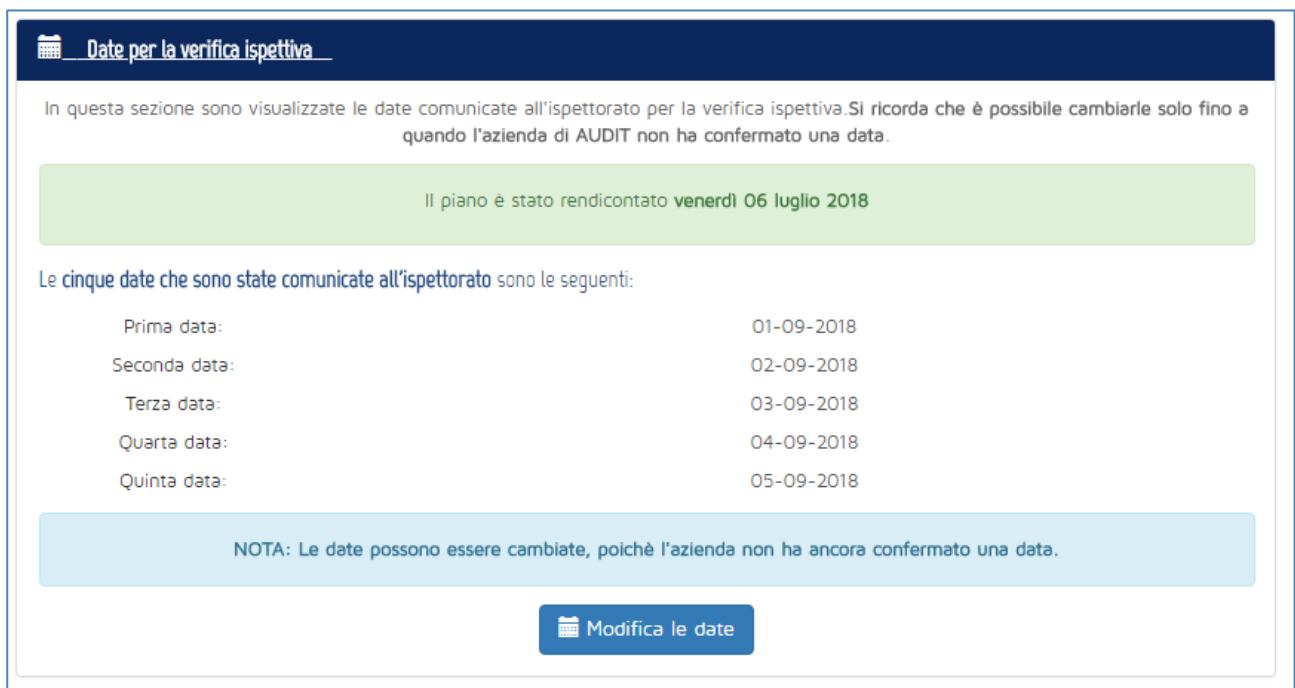 Date per la verifica ispettiva
In questa sezione sono visualizzate le date comunicate all'ispettorato per la verifica ispettiva.Si ricorda che è possibile cambiarle solo fino a
quando l'azienda di AUDIT non ha confermato una data.
Il piano è stato rendicontato venerdì 06 luglio 2018
Le cinque date che sono state comunicate all'ispettorato sono le seguenti:
Prima data: 01-09-2018
Seconda data: 02-09-2018
Terza data: 03-09-2018
Quarta data: 04-09-2018
Quinta data: 05-09-2018
NOTA: Le date possono essere cambiate, poichè l'azienda non ha ancora confermato una data.
Modifica le date